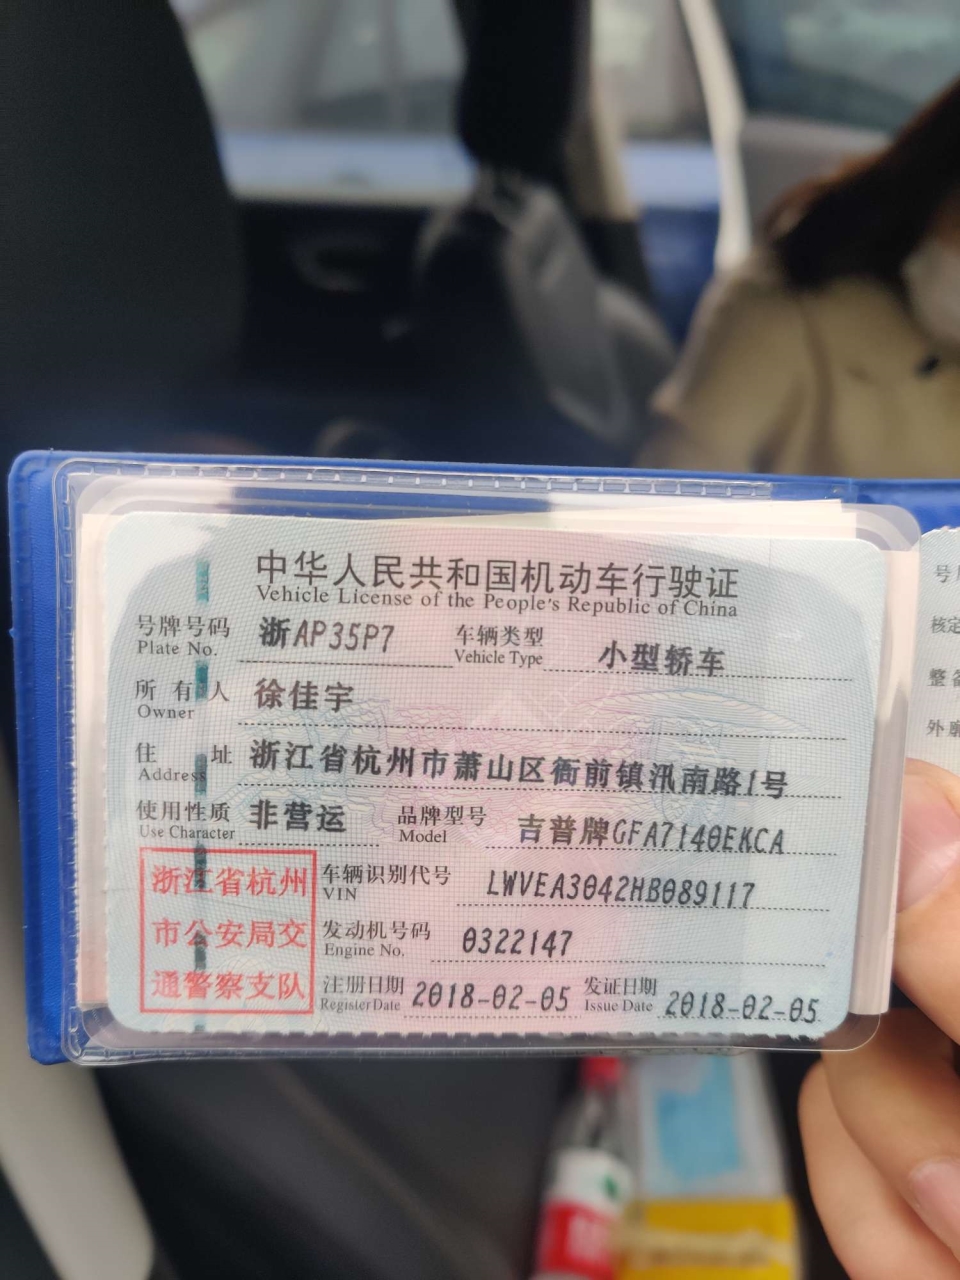 中华人民共和国机动车行驶证
Vehicle License of the People's Republic of China
号牌号码 浙AP35P7 车辆类型 小型轿车
Plate No. Vehicle Type
所有人 徐佳宇
Owner
住址 浙江省杭州市萧山区衙前镇汛南路1号
Address
使用性质 非营运 品牌型号 吉普牌GFA7140EKCA
Use Character Model
浙江省杭州 车辆识别代号 LWVEA3042HB089117
VIN
市公安局交 发动机号码 0322147
Engine No.
通警察支队 注册日期 2018-02-05 发证日期 2018-02-05
Register Date Issue Date
号
核定
整备
外廓